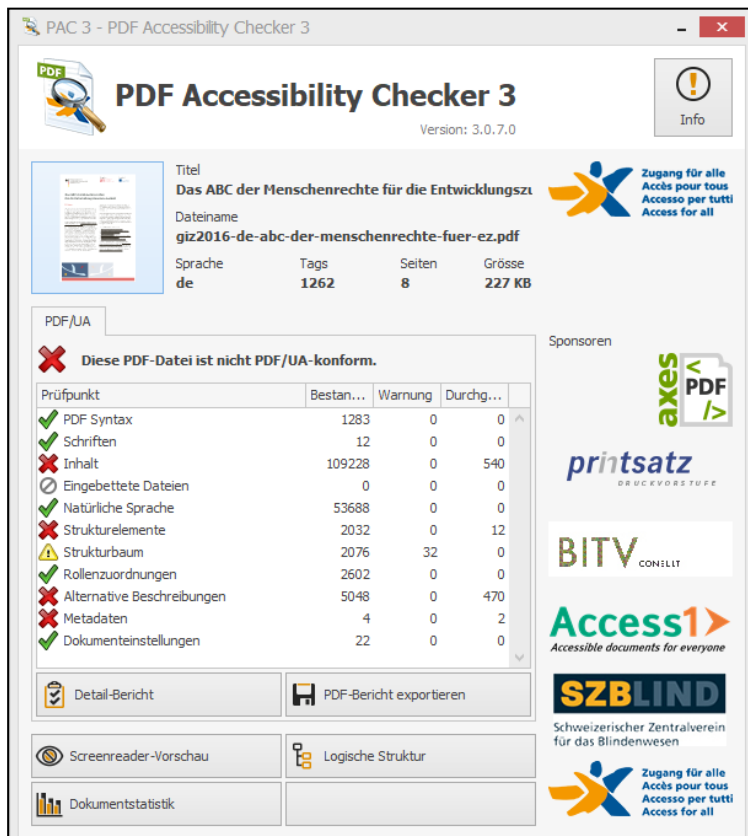 PAC 3 - PDF Accessibility Checker 3
PDF
PDF Accessibility Checker 3
Version: 3.0.7.0
Info
Titel
Das ABC der Menschenrechte für die Entwicklungszu
Dateiname
giz2016-de-abc-der-menschenrechte-fuer-ez.pdf
Sprache Tags Seiten Grösse
de 1262 8 227 KB
Zugang für alle
Accès pour tous
Accesso per tutti
Access for all
PDF/UA
Diese PDF-Datei ist nicht PDF/UA-konform.
Prüfpunkt Bestan... Warnung Durchg...
PDF Syntax 1283 0 0
Schriften 12 0 0
Inhalt 109228 0 540
Eingebettete Dateien 0 0 0
Natürliche Sprache 53688 0 0
Strukturelemente 2032 0 12
Strukturbaum 2076 32 0
Rollenzuordnungen 2602 0 0
Alternative Beschreibungen 5048 0 470
Metadaten 4 0 2
Dokumenteinstellungen 22 0 0
Detail-Bericht
PDF-Bericht exportieren
Screenreader-Vorschau
Logische Struktur
Dokumentstatistik
Sponsoren
axes
<
PDF
/>
printsatz
DRUCKVORSTUFE
BITV
CONSULT
Access1
Accessible documents for everyone
SZBLIND
Schweizerischer Zentralverein
für das Blindenwesen
Zugang für alle
Accès pour tous
Accesso per tutti
Access for all